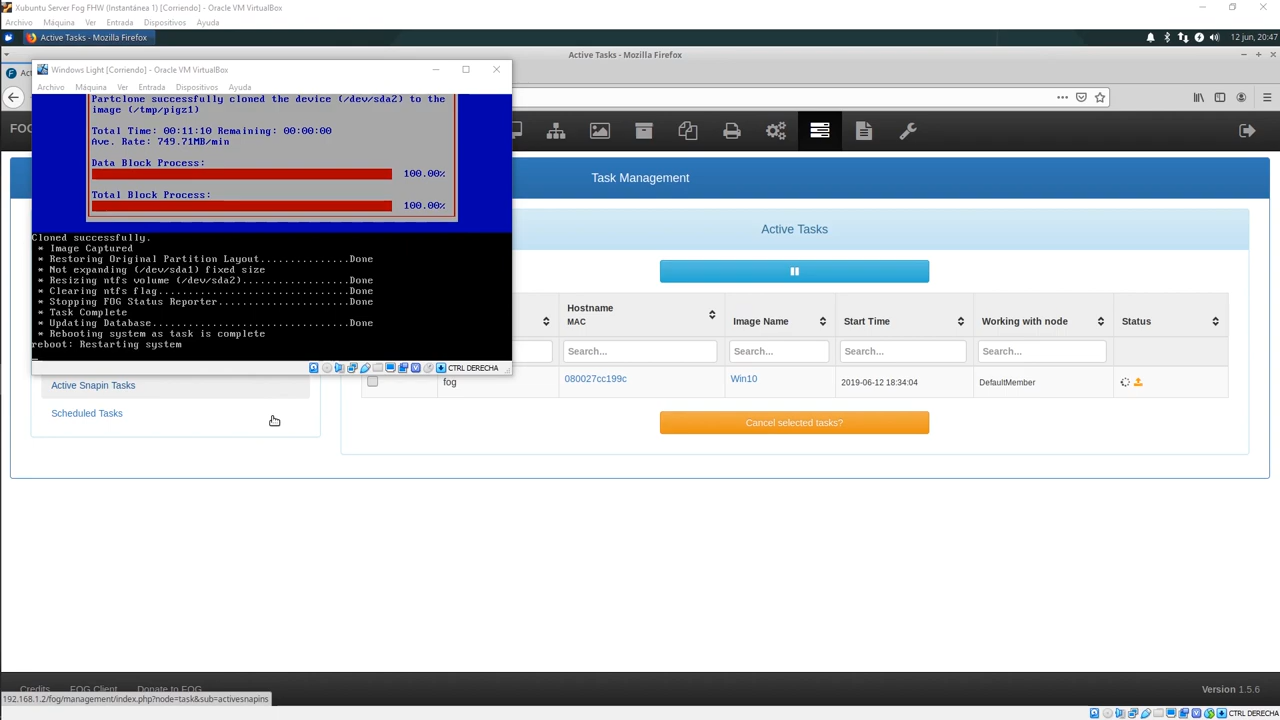 Xubuntu Server Fog FHW (Instantánea 1) [Corriendo] - Oracle VM VirtualBox
Archivo Máquina Ver Entrada Dispositivos Ayuda
Active Tasks - Mozilla Firefox
12 jun, 20:47
Active Tasks - Mozilla Firefox
Windows Light [Corriendo] - Oracle VM VirtualBox
Archivo Máquina Ver Entrada Dispositivos Ayuda
Partclone successfully cloned the device (/dev/sda2) to the
image (/tmp/pigz1)
Total Time: 00:11:10 Remaining: 00:00:00
Ave. Rate: 749.71MB/min
Data Block Process:
100.00%
Total Block Process:
100.00%
Cloned successfully.
* Image Captured
* Restoring Original Partition Layout...............Done
* Not expanding (/dev/sda1) fixed size
* Resizing ntfs volume (/dev/sda2)..................Done
* Clearing ntfs flag................................Done
* Stopping FOG Status Reporter......................Done
* Task Complete
* Updating Database.................................Done
* Rebooting system as task is complete
reboot: Restarting system
CTRL DERECHA
Task Management
Active Tasks
Hostname
MAC
Image Name
Start Time
Working with node
Status
Search...
Search...
Search...
Search...
fog
080027cc199c
Win10
2019-06-12 18:34:04
DefaultMember
Cancel selected tasks?
Active Snapin Tasks
Scheduled Tasks
Credits FOG Client Donate to FOG
Version 1.5.6
192.168.1.2/fog/management/index.php?node=task&sub=activesnapins
CTRL DERECHA